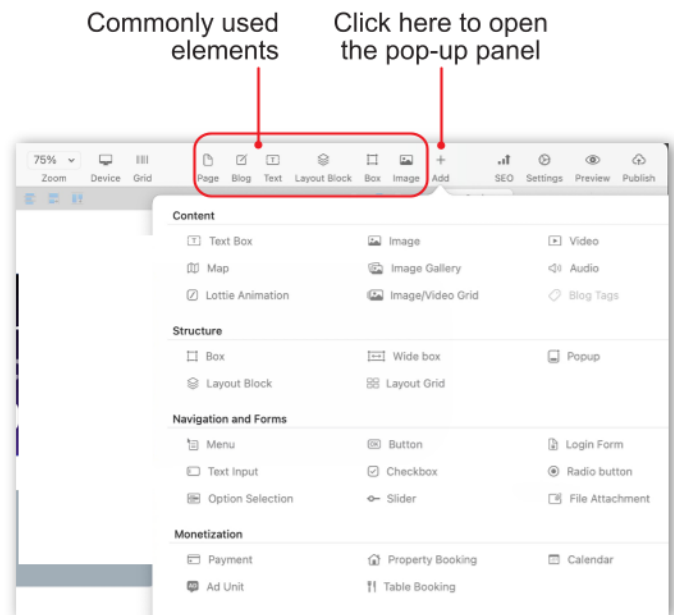 Commonly used
elements
Click here to open
the pop-up panel
75%
Zoom Device Grid Page Blog Text Layout Block Box Image Add SEO Settings Preview Publish
Content
Text Box Image Video
Map Image Gallery Audio
Lottie Animation Image/Video Grid Blog Tags
Structure
Box Wide box Popup
Layout Block Layout Grid
Navigation and Forms
Menu Button Login Form
Text Input Checkbox Radio button
Option Selection Slider File Attachment
Monetization
Payment Property Booking Calendar
Ad Unit Table Booking